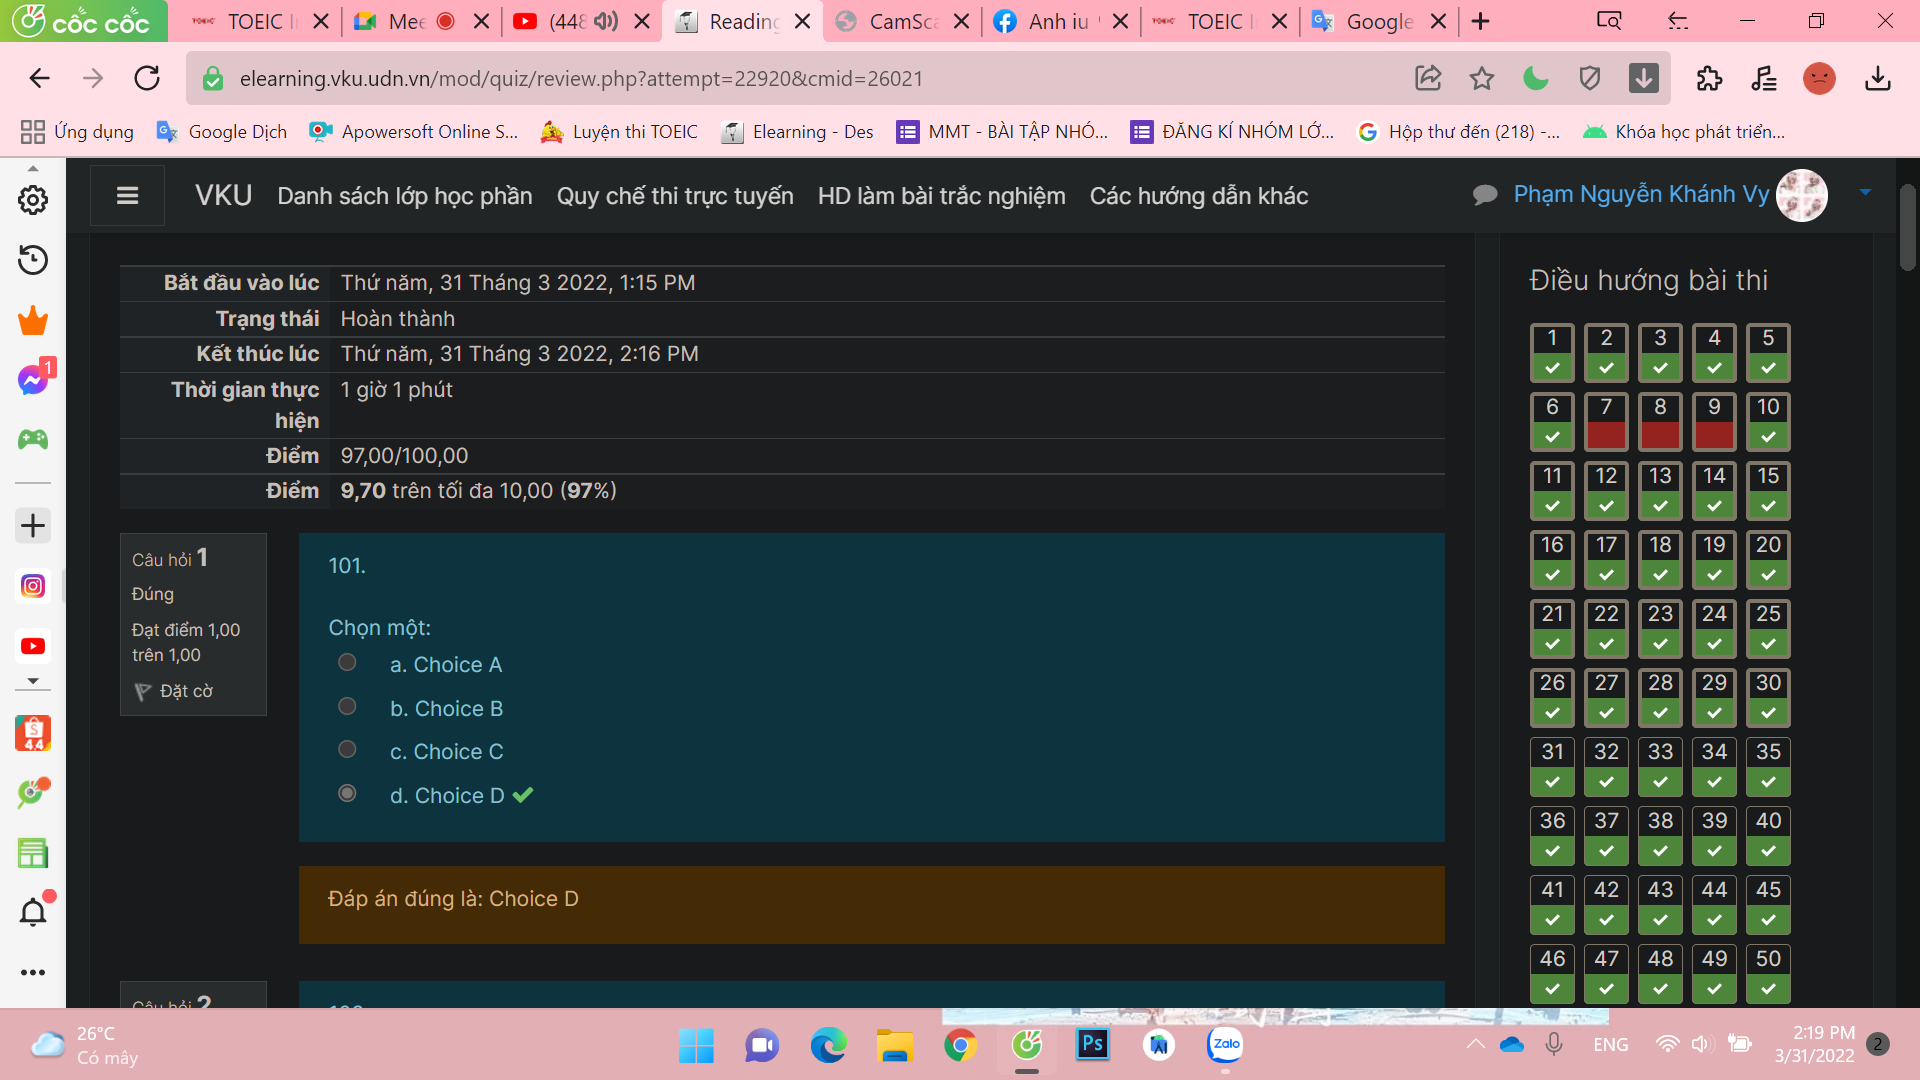 cốc cốc
TOEIC I
Mee
(448
Reading
CamSca
Anh iu
TOEIC I
Google
elearning.vku.udn.vn/mod/quiz/review.php?attempt=22920&cmid=26021
Ứng dụng
Google Dịch
Apowersoft Online S...
Luyện thi TOEIC
Elearning - Des
MMT - BÀI TẬP NHÓ...
ĐĂNG KÍ NHÓM LỚ...
Hộp thư đến (218) -...
Khóa học phát triển...
VKU
Danh sách lớp học phần
Quy chế thi trực tuyến
HD làm bài trắc nghiệm
Các hướng dẫn khác
Phạm Nguyễn Khánh Vy
1
4.4
Bắt đầu vào lúc Thứ năm, 31 Tháng 3 2022, 1:15 PM
Trạng thái Hoàn thành
Kết thúc lúc Thứ năm, 31 Tháng 3 2022, 2:16 PM
Thời gian thực 1 giờ 1 phút
hiện
Điểm 97,00/100,00
Điểm 9,70 trên tối đa 10,00 (97%)
Câu hỏi 1
Đúng
Đạt điểm 1,00
trên 1,00
Đặt cờ
101.
Chọn một:
a. Choice A
b. Choice B
c. Choice C
d. Choice D
Đáp án đúng là: Choice D
Câu hỏi 2
Điều hướng bài thi
1 2 3 4 5
6 7 8 9 10
11 12 13 14 15
16 17 18 19 20
21 22 23 24 25
26 27 28 29 30
31 32 33 34 35
36 37 38 39 40
41 42 43 44 45
46 47 48 49 50
26°C
Có mây
Ps
Zalo
ENG
2:19 PM
3/31/2022
2